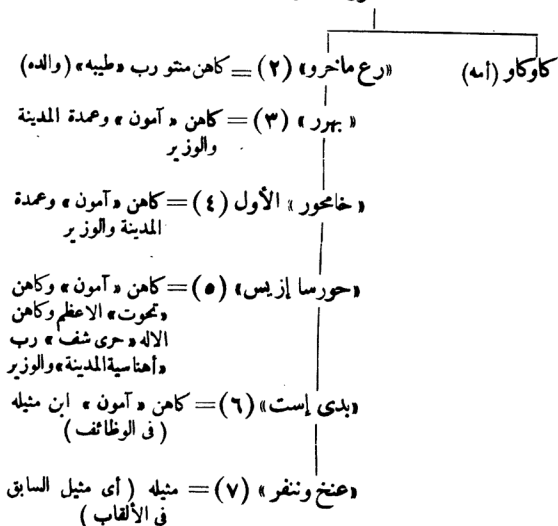 كاوكاو (أمه)
«رع ماخرو» (٢) = كاهن منتو رب «طيبه» (والده)
«بهرر» (٣) = كاهن «آمون» وعمدة المدينة
والوزير
«خامحور» الأول (٤) = كاهن «آمون» وعمدة
المدينة والوزير
«حورسا إزيس» (٥) = كاهن «آمون» وكاهن
«تحوت» الاعظم وكاهن
الاله «حرى شف» رب
«أهناسية المدينة» والوزير
«بدى إست» (٦) = كاهن «آمون» ابن مثيله
(فى الوظائف)
«عنخ وننفر» (٧) = مثيله (أى مثيل السابق
فى الألقاب)